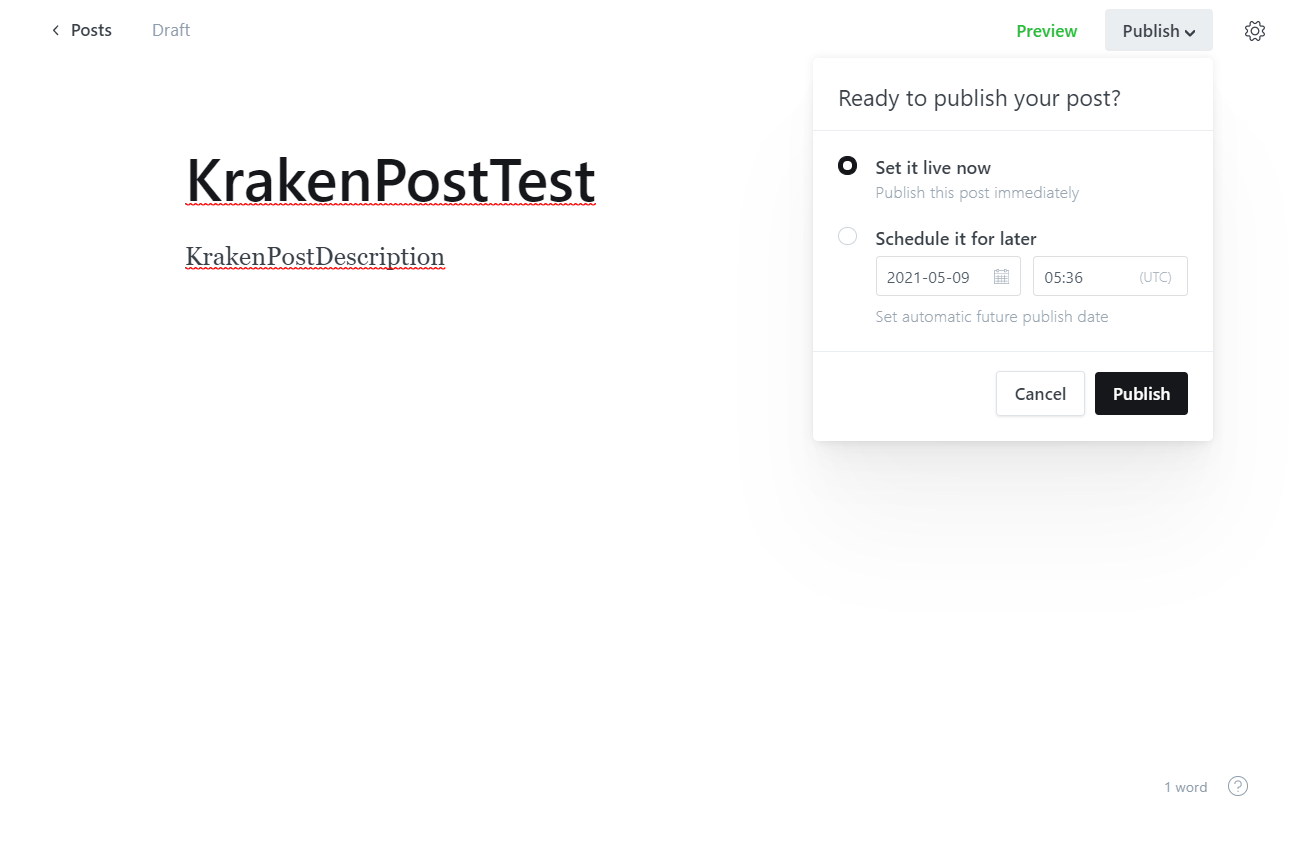 Posts
Draft
Preview
Publish
Ready to publish your post?
KrakenPostTest
Set it live now
Publish this post immediately
Schedule it for later
KrakenPostDescription
2021-05-09
05:36 (UTC)
Set automatic future publish date
Cancel
Publish
1 word
?